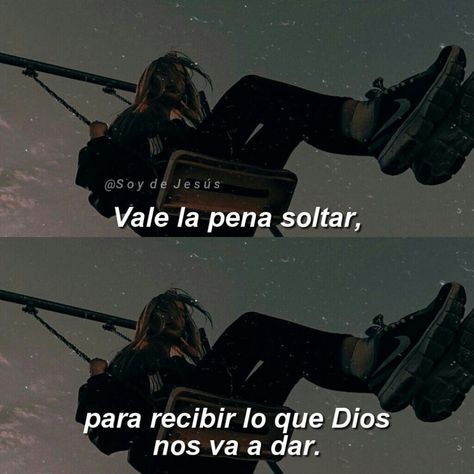 @Soy de Jesús
Vale la pena soltar,
para recibir lo que Dios
nos va a dar.